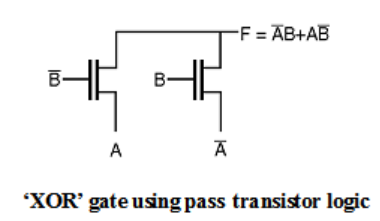 F = A̅B+AB̅
B̅ B
A A̅
‘XOR’ gate using pass transistor logic